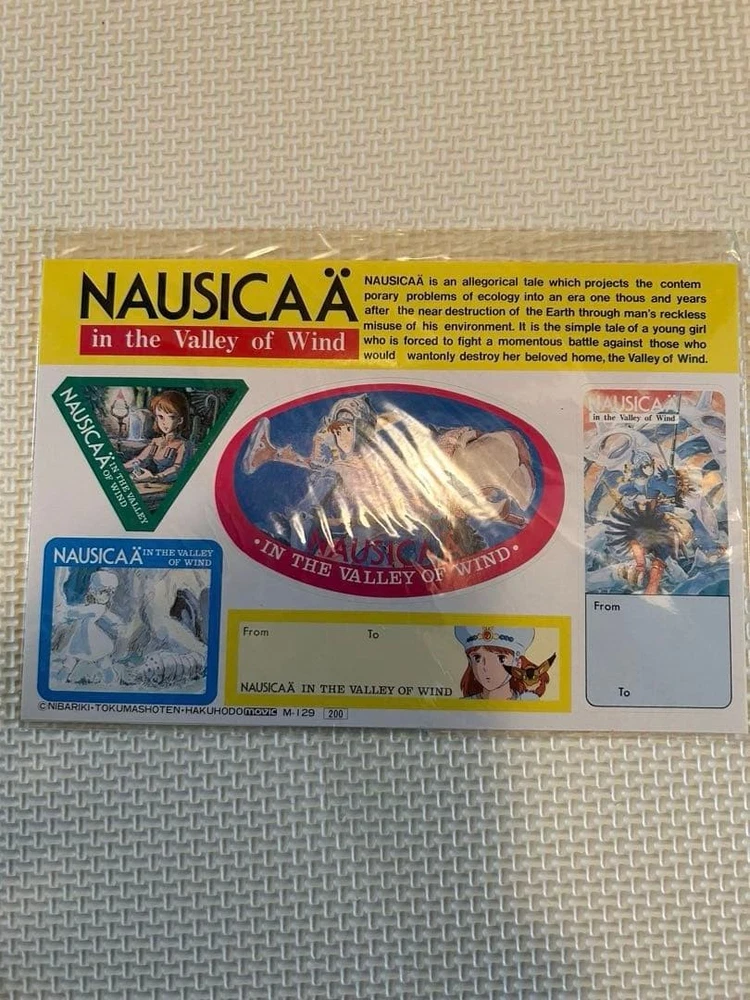 NAUSICAÄ
in the Valley of Wind
NAUSICAÄ is an allegorical tale which projects the contem
porary problems of ecology into an era one thous and years
after the near destruction of the Earth through man's reckless
misuse of his environment. It is the simple tale of a young girl
who is forced to fight a momentous battle against those who
would wantonly destroy her beloved home, the Valley of Wind.
NAUSICAÄ IN THE VALLEY
OF WIND
NAUSICAÄ
• IN THE VALLEY OF WIND •
NAUSICAÄ
in the Valley of Wind
From
To
NAUSICAÄ IN THE VALLEY
OF WIND
From To
NAUSICAÄ IN THE VALLEY OF WIND
© NIBARIKI・TOKUMASHOTEN・HAKUHODO movic M-129 200